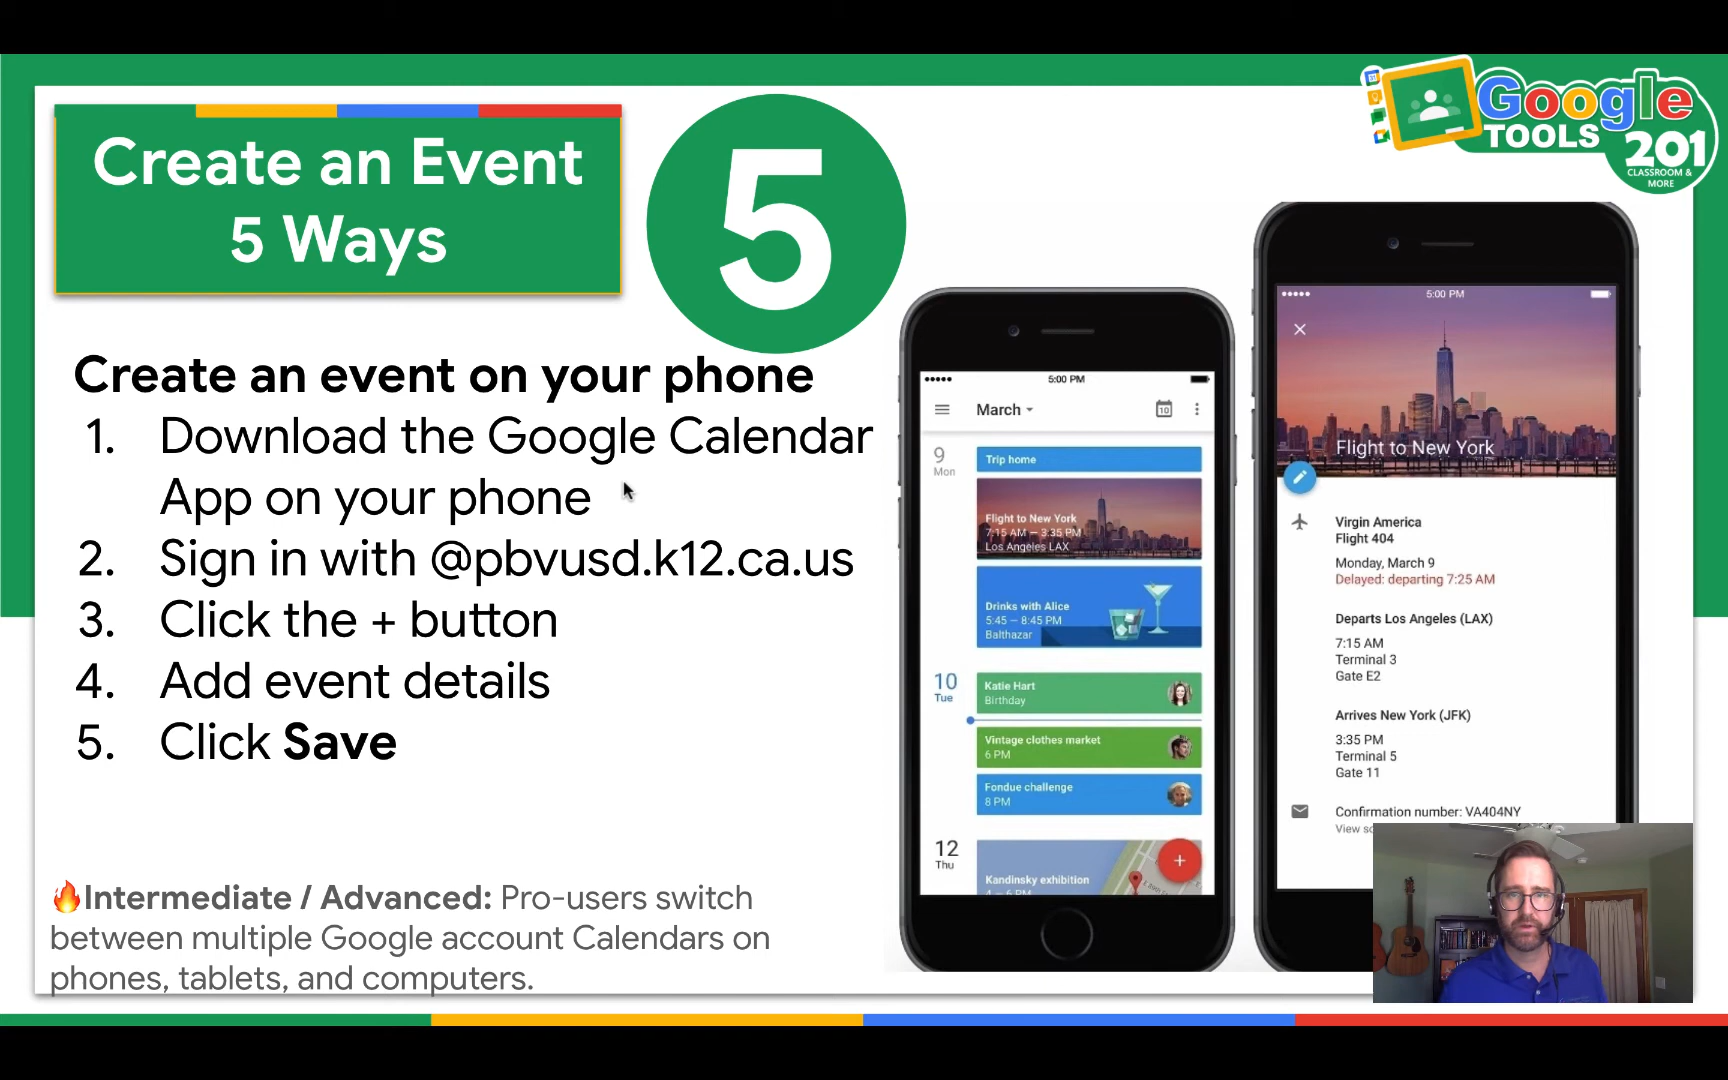 Create an Event
5 Ways
5
Google
TOOLS
201
CLASSROOM &
MORE
Create an event on your phone
1. Download the Google Calendar
App on your phone
2. Sign in with @pbvusd.k12.ca.us
3. Click the + button
4. Add event details
5. Click Save
🔥Intermediate / Advanced: Pro-users switch
between multiple Google account Calendars on
phones, tablets, and computers.
5:00 PM
March
10
9
Mon
Trip home
Flight to New York
7:15 AM – 3:35 PM
Los Angeles LAX
Drinks with Alice
5:45 – 8:45 PM
Balthazar
10
Tue
Katie Hart
Birthday
Vintage clothes market
6 PM
Fondue challenge
8 PM
12
Thu
Kandinsky exhibition
+
5:00 PM
Flight to New York
Virgin America
Flight 404
Monday, March 9
Delayed: departing 7:25 AM
Departs Los Angeles (LAX)
7:15 AM
Terminal 3
Gate E2
Arrives New York (JFK)
3:35 PM
Terminal 5
Gate 11
Confirmation number: VA404NY
View